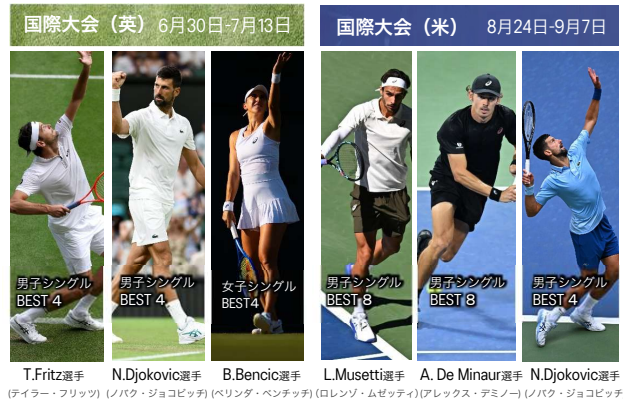 国際大会（英） 6月30日-7月13日
国際大会（米） 8月24日-9月7日
男子シングル
BEST 4
男子シングル
BEST 4
女子シングル
BEST4
男子シングル
BEST 8
男子シングル
BEST 8
男子シングル
BEST 4
T.Fritz選手
(テイラー・フリッツ)
N.Djokovic選手
(ノバク・ジョコビッチ)
B.Bencic選手
(ベリンダ・ベンチッチ)
L.Musetti選手
(ロレンゾ・ムゼッティ)
A. De Minaur選手
(アレックス・デミノー)
N.Djokovic選手
(ノバク・ジョコビッチ